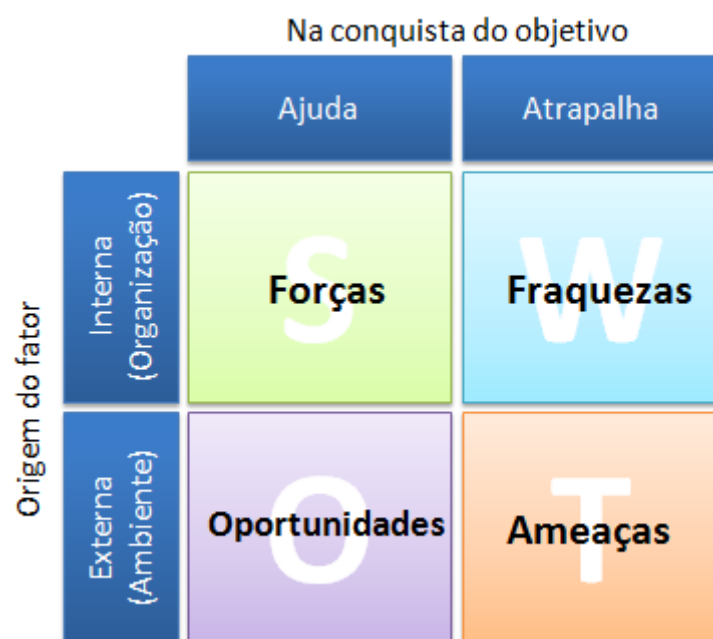 Na conquista do objetivo
Ajuda
Atrapalha
Origem do fator
Interna
(Organização)
S
Forças
W
Fraquezas
Externa
(Ambiente)
O
Oportunidades
T
Ameaças